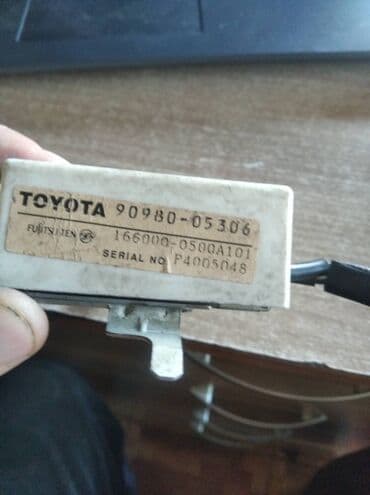 TOYOTA 90980-05306
FUJITSU TEN 166000-0500A101
SERIAL NO. P4005048